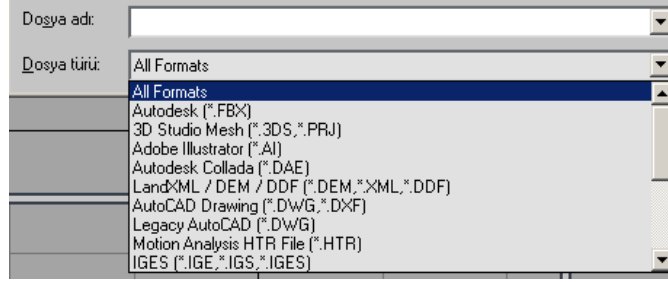 Dosya adı:
Dosya türü: All Formats
All Formats
Autodesk (*.FBX)
3D Studio Mesh (*.3DS,*.PRJ)
Adobe Illustrator (*.AI)
Autodesk Collada (*.DAE)
LandXML / DEM / DDF (*.DEM,*.XML,*.DDF)
AutoCAD Drawing (*.DWG,*.DXF)
Legacy AutoCAD (*.DWG)
Motion Analysis HTR File (*.HTR)
IGES (*.IGE,*.IGS,*.IGES)